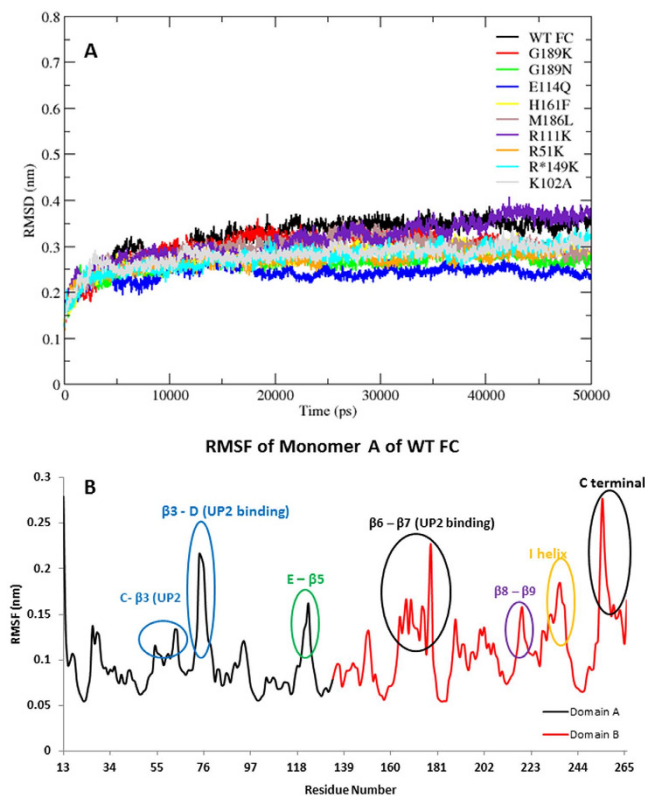 A
WT FC
G189K
G189N
E114Q
H161F
M186L
R111K
R51K
R*149K
K102A
RMSD (nm)
0.8
0.7
0.6
0.5
0.4
0.3
0.2
0.1
0
0 10000 20000 30000 40000 50000
Time (ps)
RMSF of Monomer A of WT FC
B
C terminal
β3 - D (UP2 binding)
β6 – β7 (UP2 binding)
I helix
E – β5
β8 – β9
C- β3 (UP2
RMSF (nm)
0.3
0.25
0.2
0.15
0.1
0.05
0
Domain A
Domain B
13 34 55 76 97 118 139 160 181 202 223 244 265
Residue Number